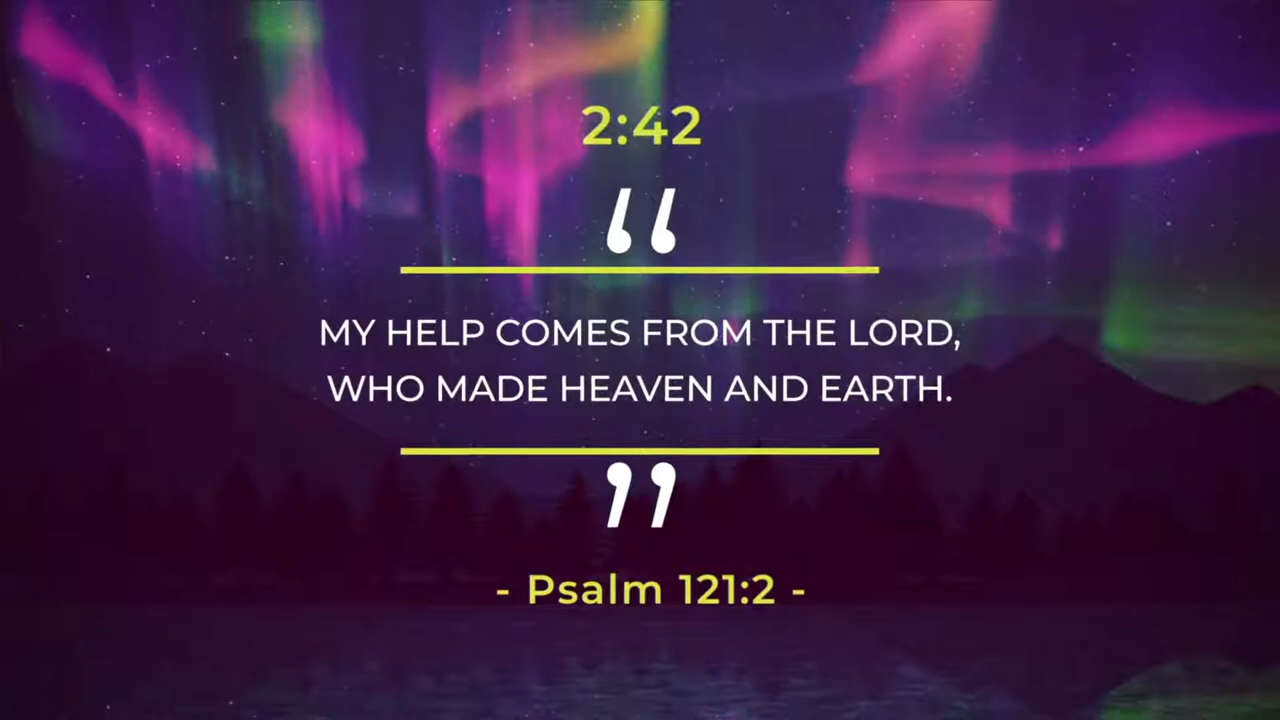 2:42
“
MY HELP COMES FROM THE LORD,
WHO MADE HEAVEN AND EARTH.
”
- Psalm 121:2 -